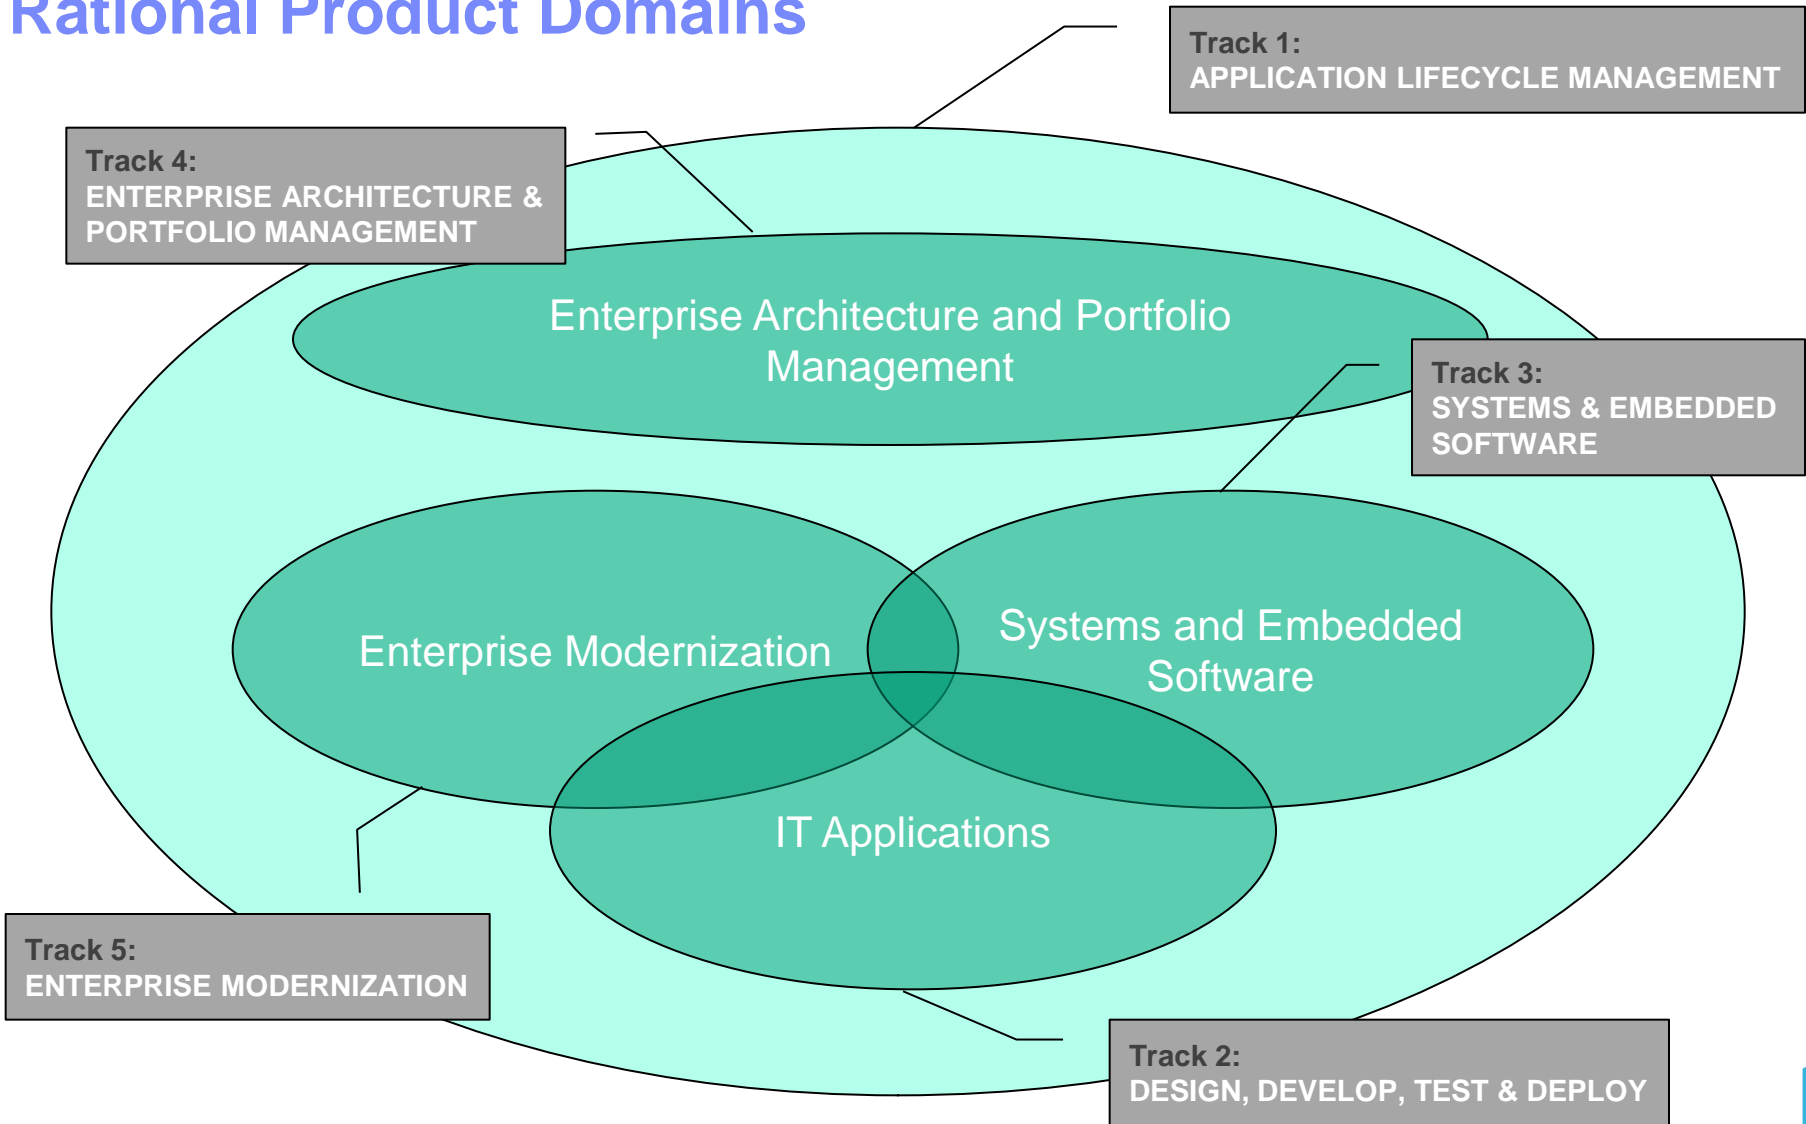 Rational Product Domains
Track 1:
APPLICATION LIFECYCLE MANAGEMENT
Track 4:
ENTERPRISE ARCHITECTURE &
PORTFOLIO MANAGEMENT
Enterprise Architecture and Portfolio
Management
Track 3:
SYSTEMS & EMBEDDED
SOFTWARE
Enterprise Modernization
Systems and Embedded
Software
IT Applications
Track 5:
ENTERPRISE MODERNIZATION
Track 2:
DESIGN, DEVELOP, TEST & DEPLOY